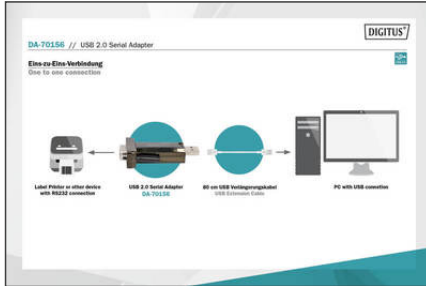 DIGITUS®
DA-70156 // USB 2.0 Serial Adapter
Eins-zu-Eins-Verbindung
One to one connection
Label Printer or other device
with RS232 connection
USB 2.0 Serial Adapter
DA-70156
80 cm USB Verlängerungskabel
USB Extension Cable
PC with USB connetion